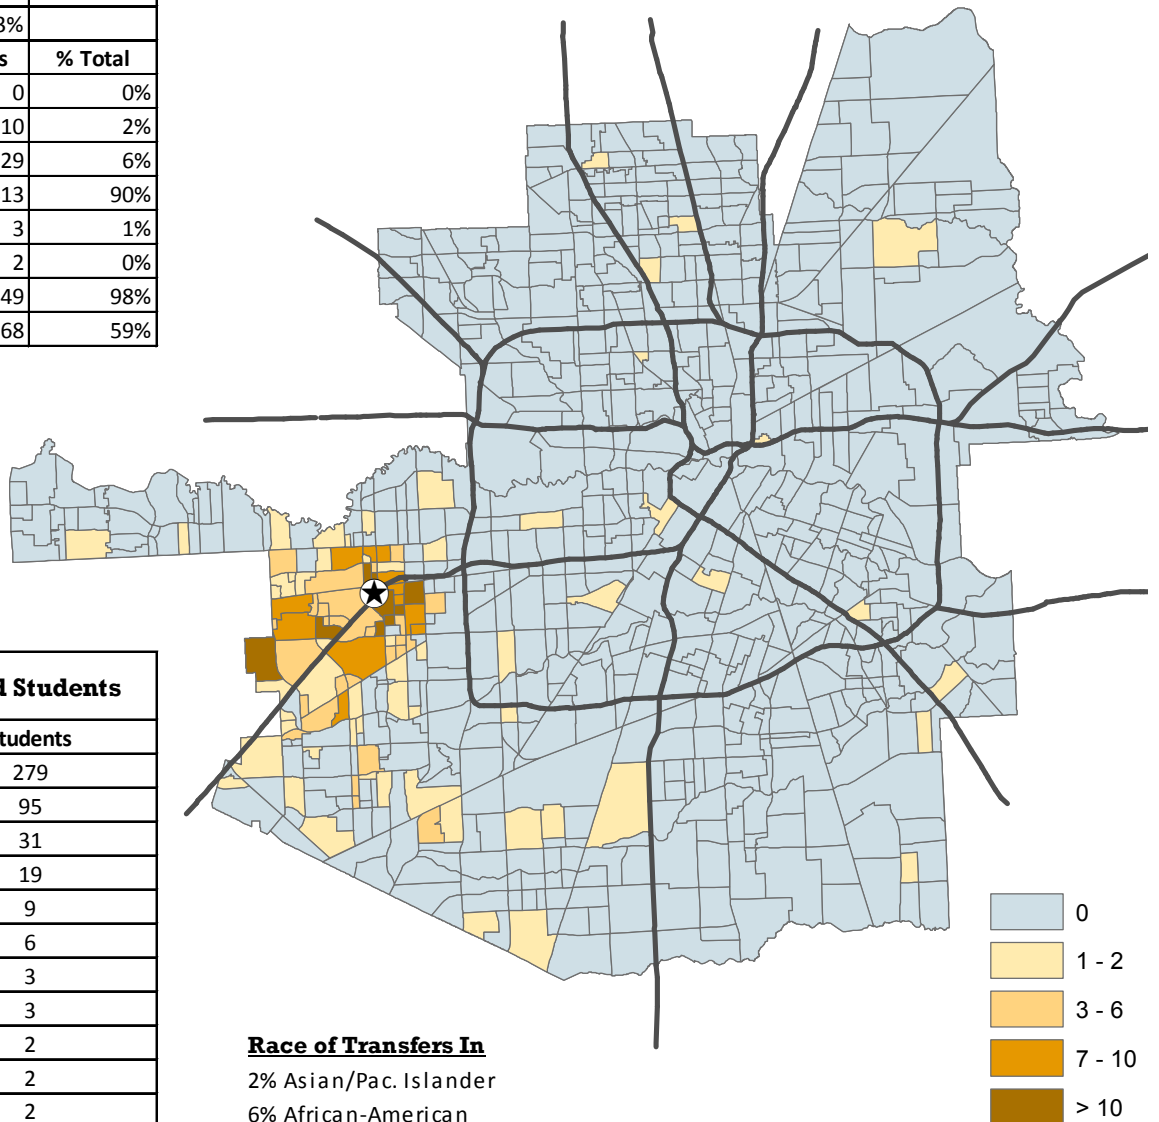 3%
s % Total
0 0%
10 2%
29 6%
13 90%
3 1%
2 0%
49 98%
68 59%
d Students
tudents
279
95
31
19
9
6
3
3
2
2
2
Race of Transfers In
2% Asian/Pac. Islander
6% African-American
0
1 - 2
3 - 6
7 - 10
> 10